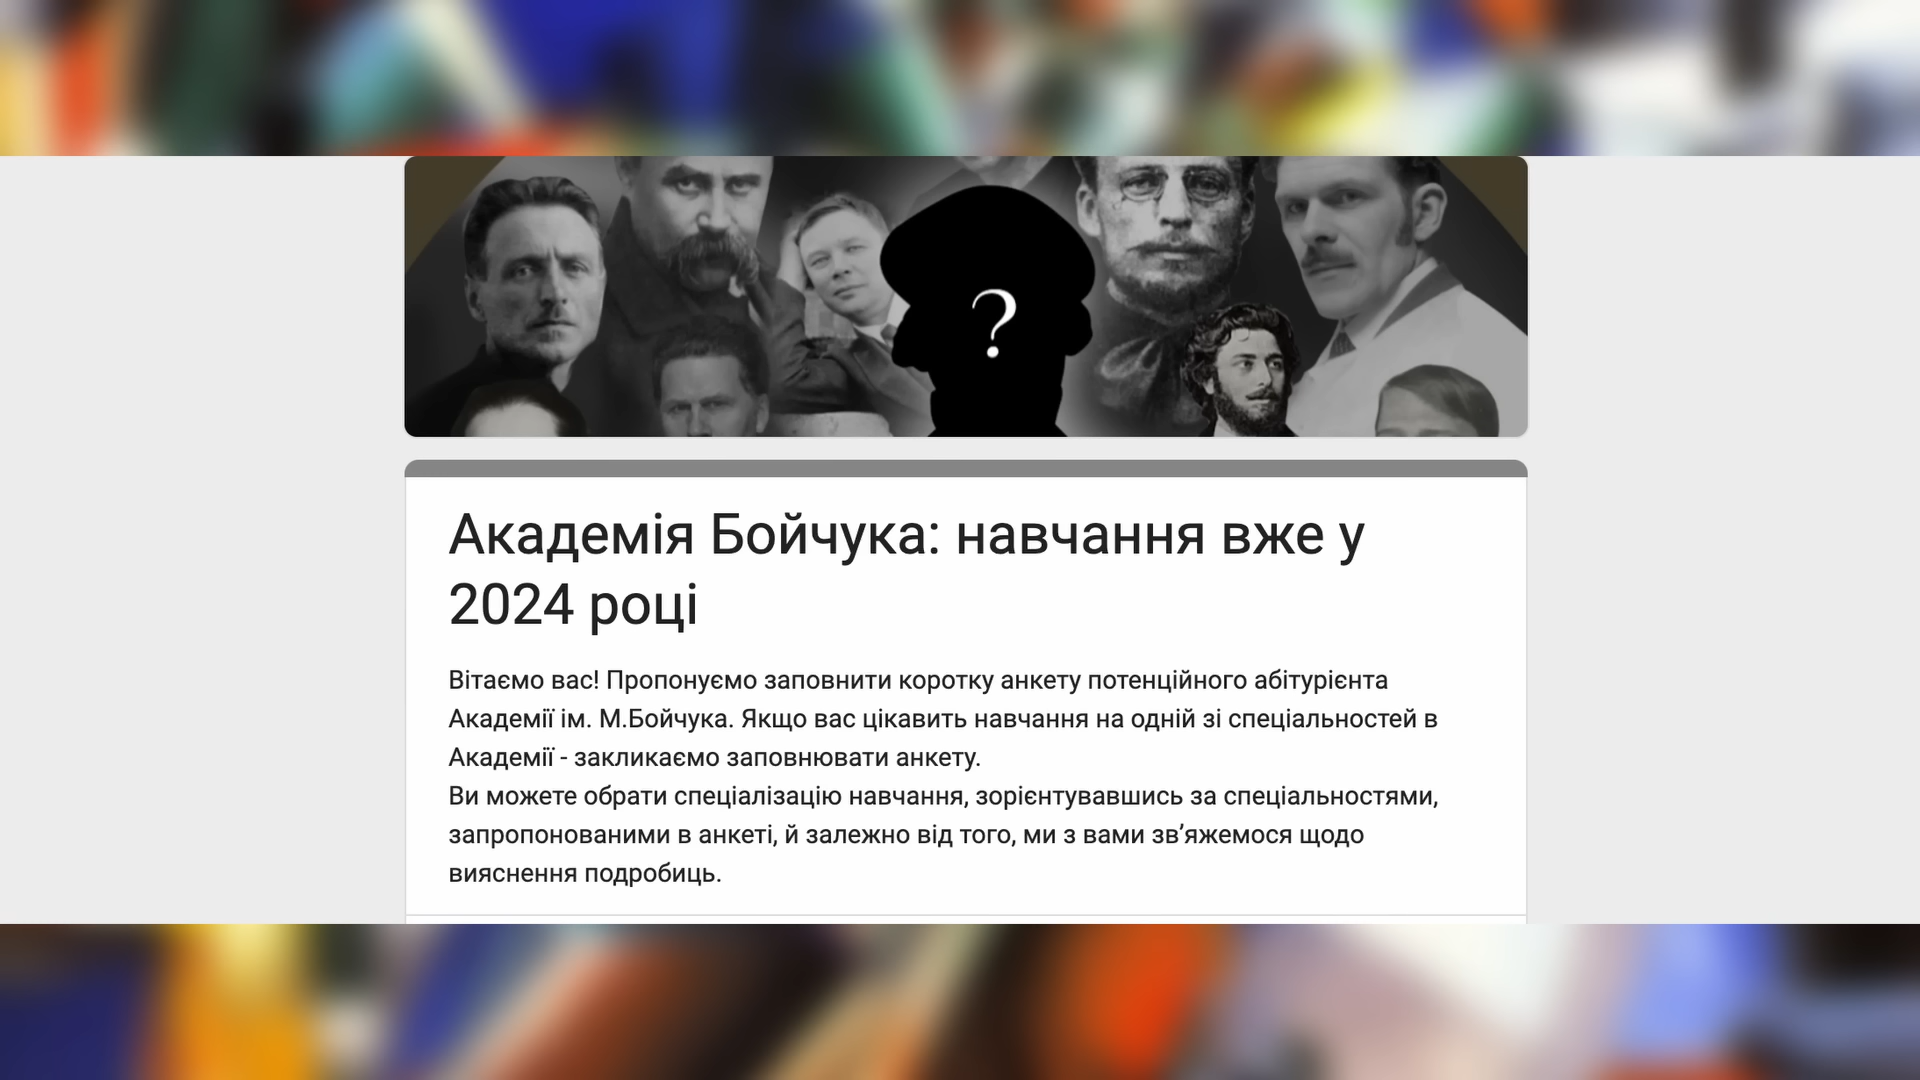 ?
Академія Бойчука: навчання вже у
2024 році
Вітаємо вас! Пропонуємо заповнити коротку анкету потенційного абітурієнта
Академії ім. М.Бойчука. Якщо вас цікавить навчання на одній зі спеціальностей в
Академії - закликаємо заповнювати анкету.
Ви можете обрати спеціалізацію навчання, зорієнтувавшись за спеціальностями,
запропонованими в анкеті, й залежно від того, ми з вами зв’яжемося щодо
вияснення подробиць.